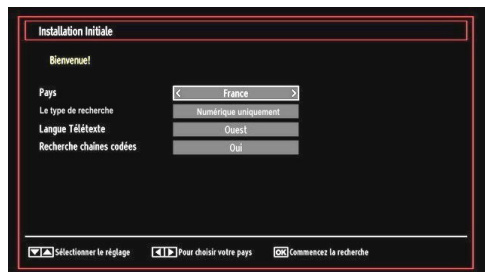 Installation Initiale
Bienvenue!
Pays < France >
Le type de recherche Numérique uniquement
Langue Télétexte Ouest
Recherche chaînes codées Oui
▼▲ Sélectionner le réglage ◀▶ Pour choisir votre pays OK Commencez la recherche